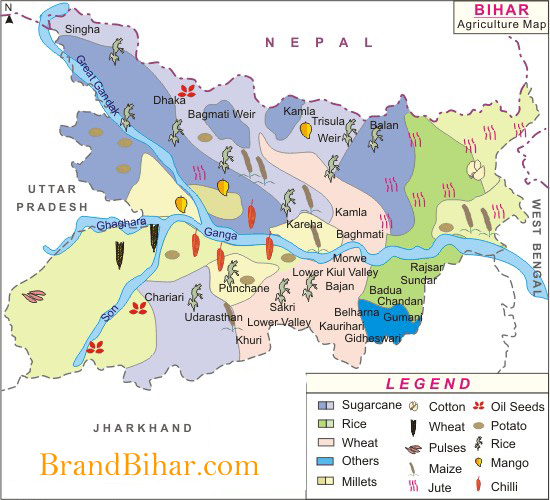 N
BIHAR
Agriculture Map
NEPAL
Singha
Great Gandak
Dhaka
Bagmati Weir
Kamla
Trisula
Weir
Balan
UTTAR
PRADESH
Ghaghara
Ganga
Kareha
Kamla
Baghmati
WEST BENGAL
Morwe
Lower Kiul Valley
Bajan
Rajsar
Sundar
Badua
Chandan
Punchane
Chariari
Son
Udarasthan
Sakri
Lower Valley
Khuri
Belharna
Gumani
Kaurihari
Gidheswari
JHARKHAND
BrandBihar.com
LEGEND
Sugarcane
Rice
Wheat
Others
Millets
Cotton
Wheat
Pulses
Maize
Jute
Oil Seeds
Potato
Rice
Mango
Chilli